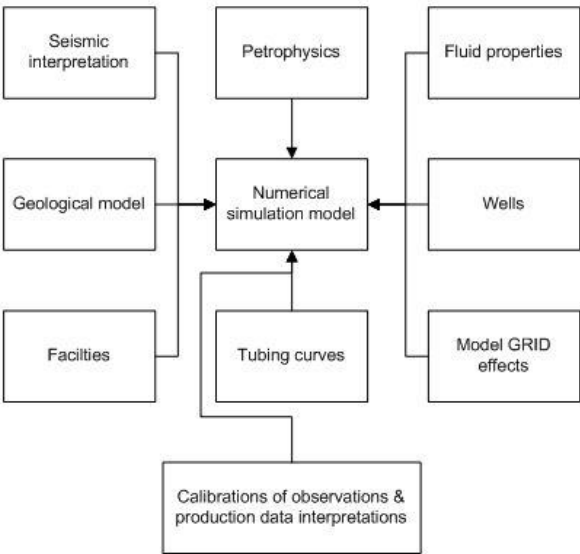 Seismic
interpretation
Petrophysics
Fluid properties
Geological model
Numerical
simulation model
Wells
Facilties
Tubing curves
Model GRID
effects
Calibrations of observations &
production data interpretations